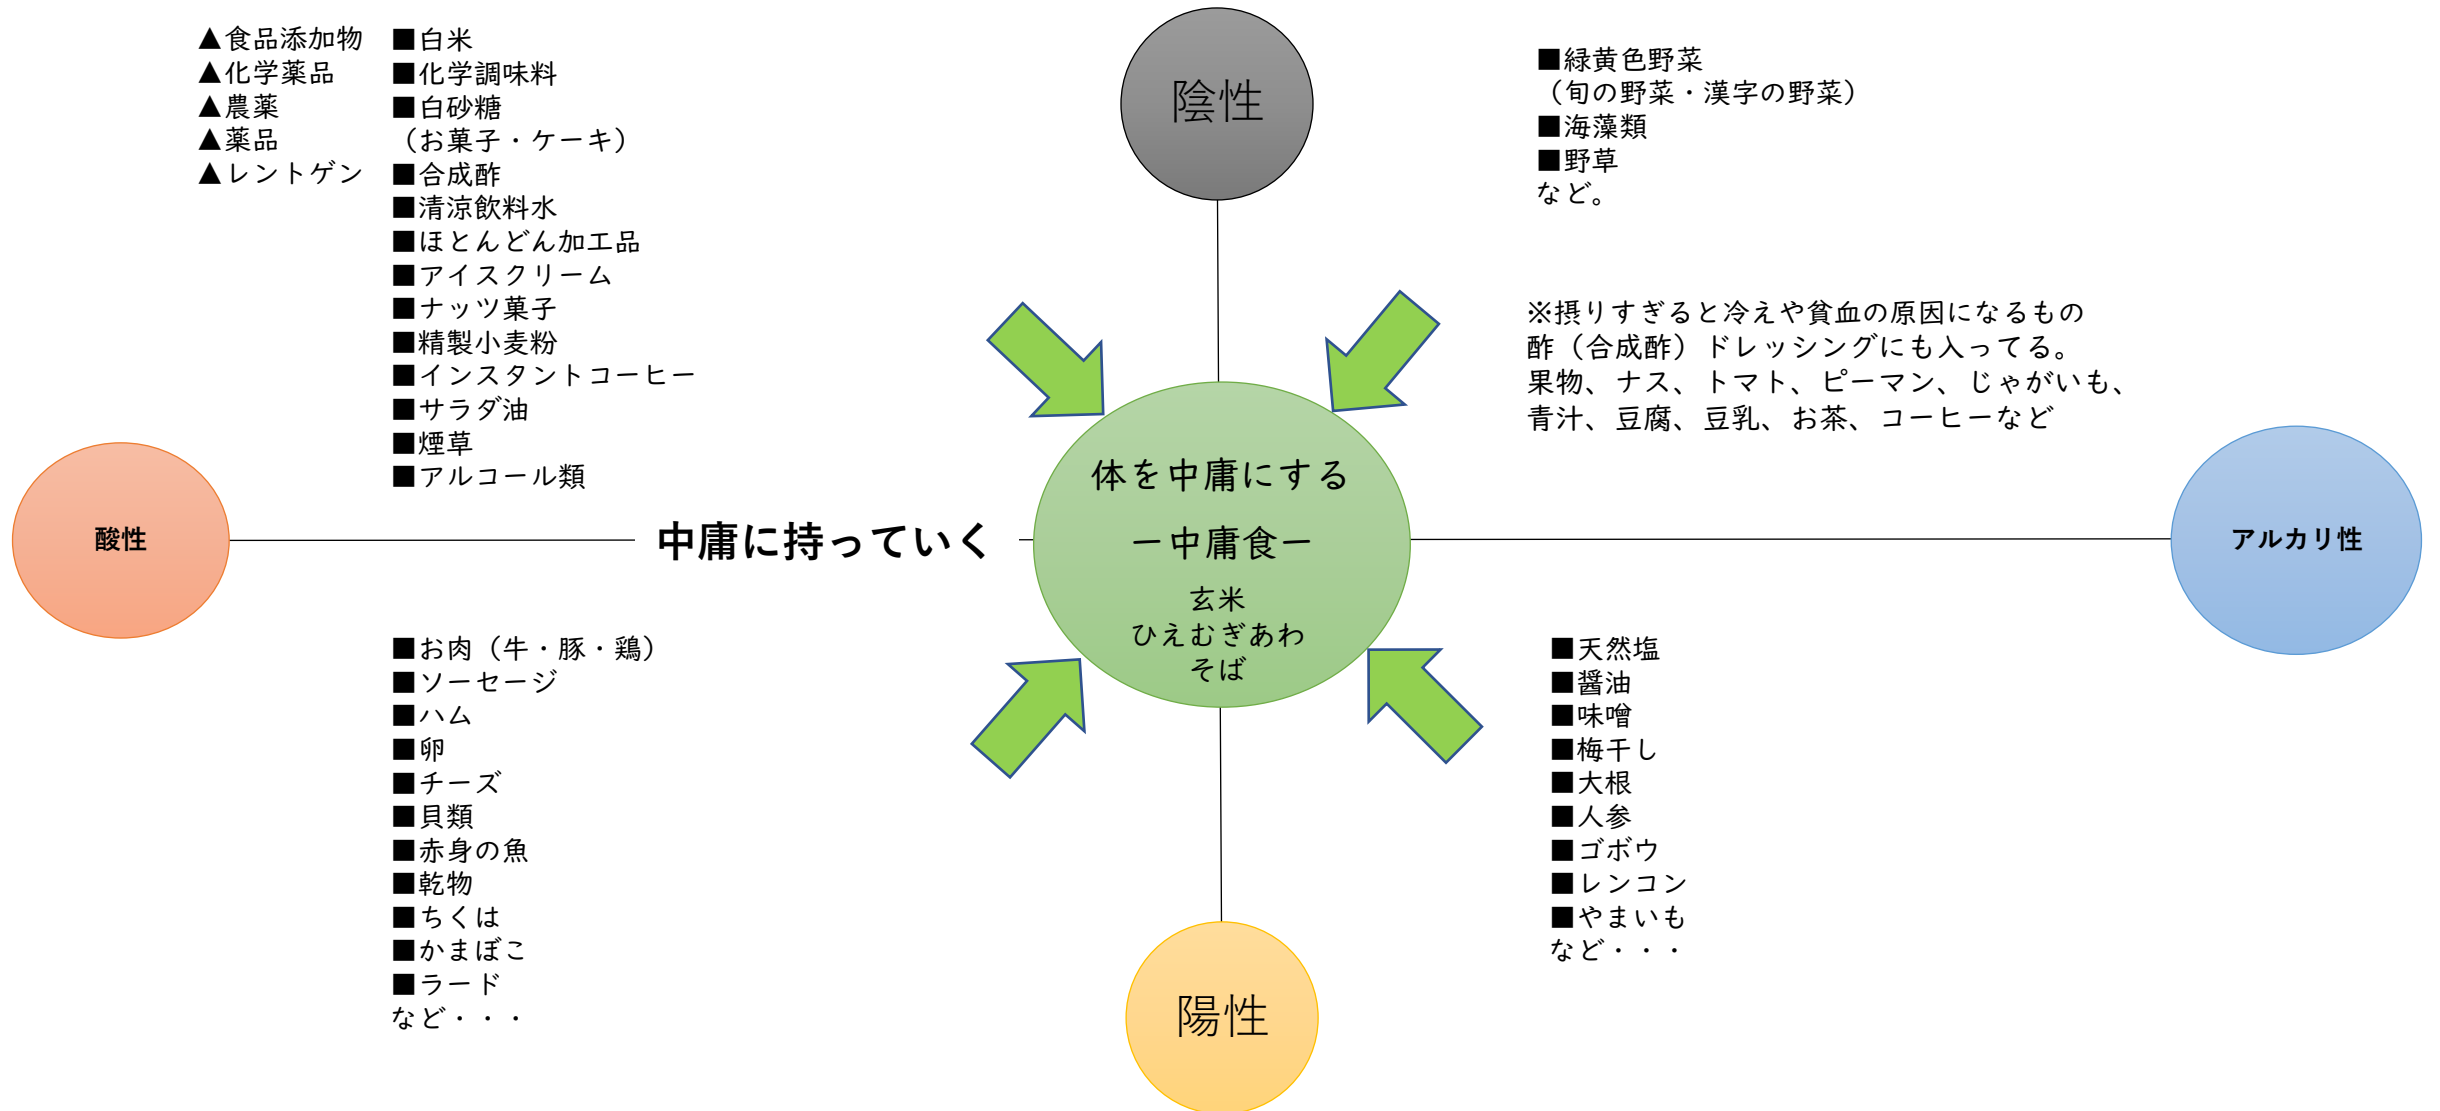 ▲食品添加物
▲化学薬品
▲農薬
▲薬品
▲レントゲン
■白米
■化学調味料
■白砂糖
（お菓子・ケーキ）
■合成酢
■清涼飲料水
■ほとんどん加工品
■アイスクリーム
■ナッツ菓子
■精製小麦粉
■インスタントコーヒー
■サラダ油
■煙草
■アルコール類
陰性
■緑黄色野菜
（旬の野菜・漢字の野菜）
■海藻類
■野草
など。
※摂りすぎると冷えや貧血の原因になるもの
酢（合成酢）ドレッシングにも入ってる。
果物、ナス、トマト、ピーマン、じゃがいも、
青汁、豆腐、豆乳、お茶、コーヒーなど
酸性
中庸に持っていく
体を中庸にする
ー中庸食ー
玄米
ひえむぎあわ
そば
アルカリ性
■お肉（牛・豚・鶏）
■ソーセージ
■ハム
■卵
■チーズ
■貝類
■赤身の魚
■乾物
■ちくは
■かまぼこ
■ラード
など・・・
■天然塩
■醤油
■味噌
■梅干し
■大根
■人参
■ゴボウ
■レンコン
■やまいも
など・・・
陽性